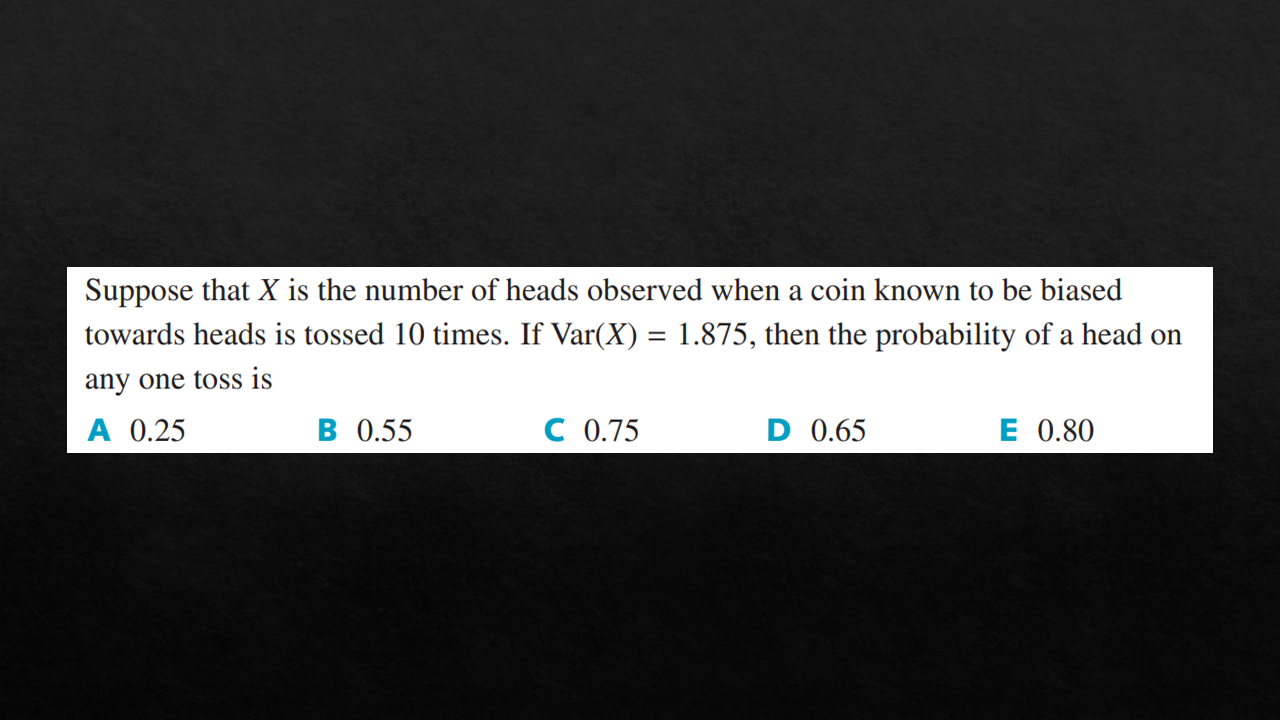 Suppose that X is the number of heads observed when a coin known to be biased
towards heads is tossed 10 times. If Var(X) = 1.875, then the probability of a head on
any one toss is
A 0.25 B 0.55 C 0.75 D 0.65 E 0.80